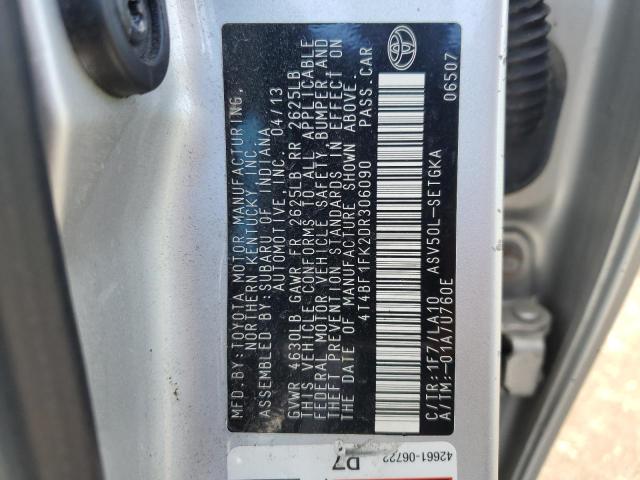 MFD. BY: TOYOTA MOTOR MANUFACTURING,
NORTHERN KENTUCKY, INC.
ASSEMBLED BY: SUBARU OF INDIANA
AUTOMOTIVE, INC. 04/13
GVWR 4630LB GAWR FR 2625LB RR 2625LB
THIS VEHICLE CONFORMS TO ALL APPLICABLE
FEDERAL MOTOR VEHICLE SAFETY, BUMPER, AND
THEFT PREVENTION STANDARDS IN EFFECT ON
THE DATE OF MANUFACTURE SHOWN ABOVE.
4T4BF1FK2DR306090 PASS. CAR
C/TR: 1F7/LA10 ASV50L-SETGKA
A/TM: -01A/U760E 06507
42661-06722
D7